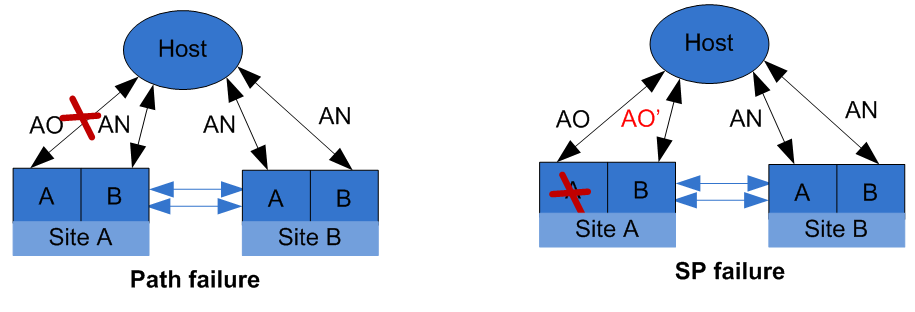 Host
AO
AN
AN
AN
A
B
A
B
Site A
Site B
Path failure
Host
AO
AO'
AN
AN
A
B
A
B
Site A
Site B
SP failure